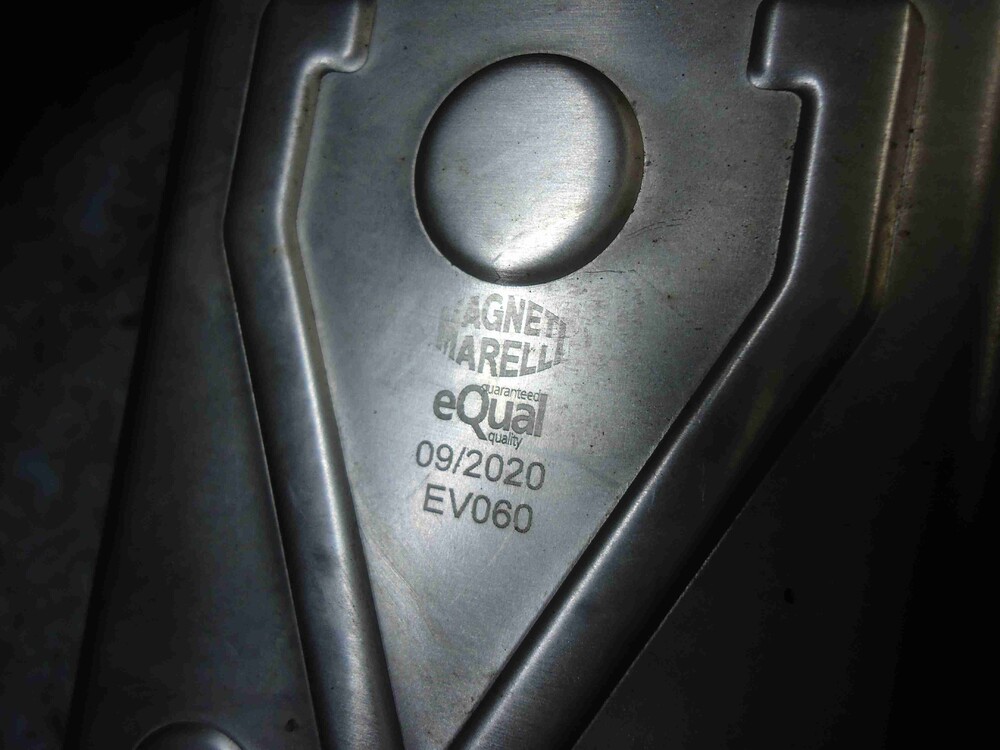 MAGNETI
MARELLI
guaranteed
eQual
quality
09/2020
EV060